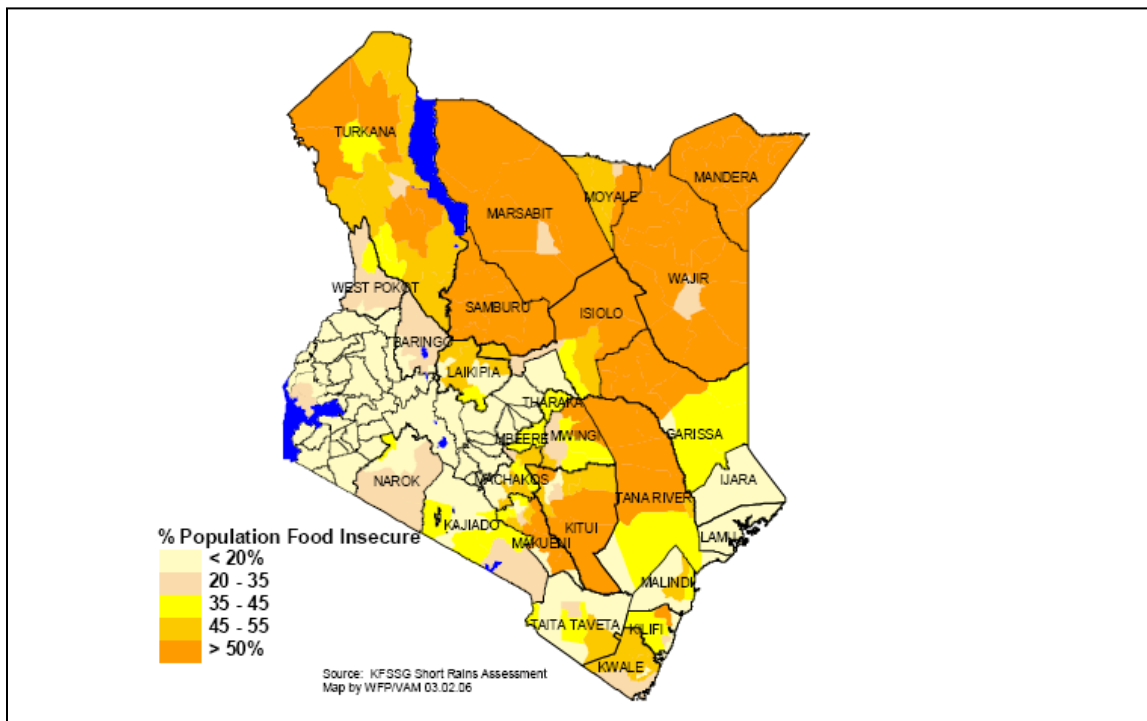 TURKANA
MANDERA
MOYALE
MARSABIT
WAJIR
WEST POKOT
SAMBURU
ISIOLO
BARINGO
LAIKIPIA
THARAKA
GARISSA
MBEERE
MWINGI
NAROK
MACHAKOS
IJARA
TANA RIVER
KAJIADO
KITUI
LAMU
MAKUENI
MALINDI
TAITA TAVETA
KILIFI
KWALE
% Population Food Insecure
< 20%
20 - 35
35 - 45
45 - 55
> 50%
Source: KFSSG Short Rains Assessment
Map by WFP/VAM 03.02.06